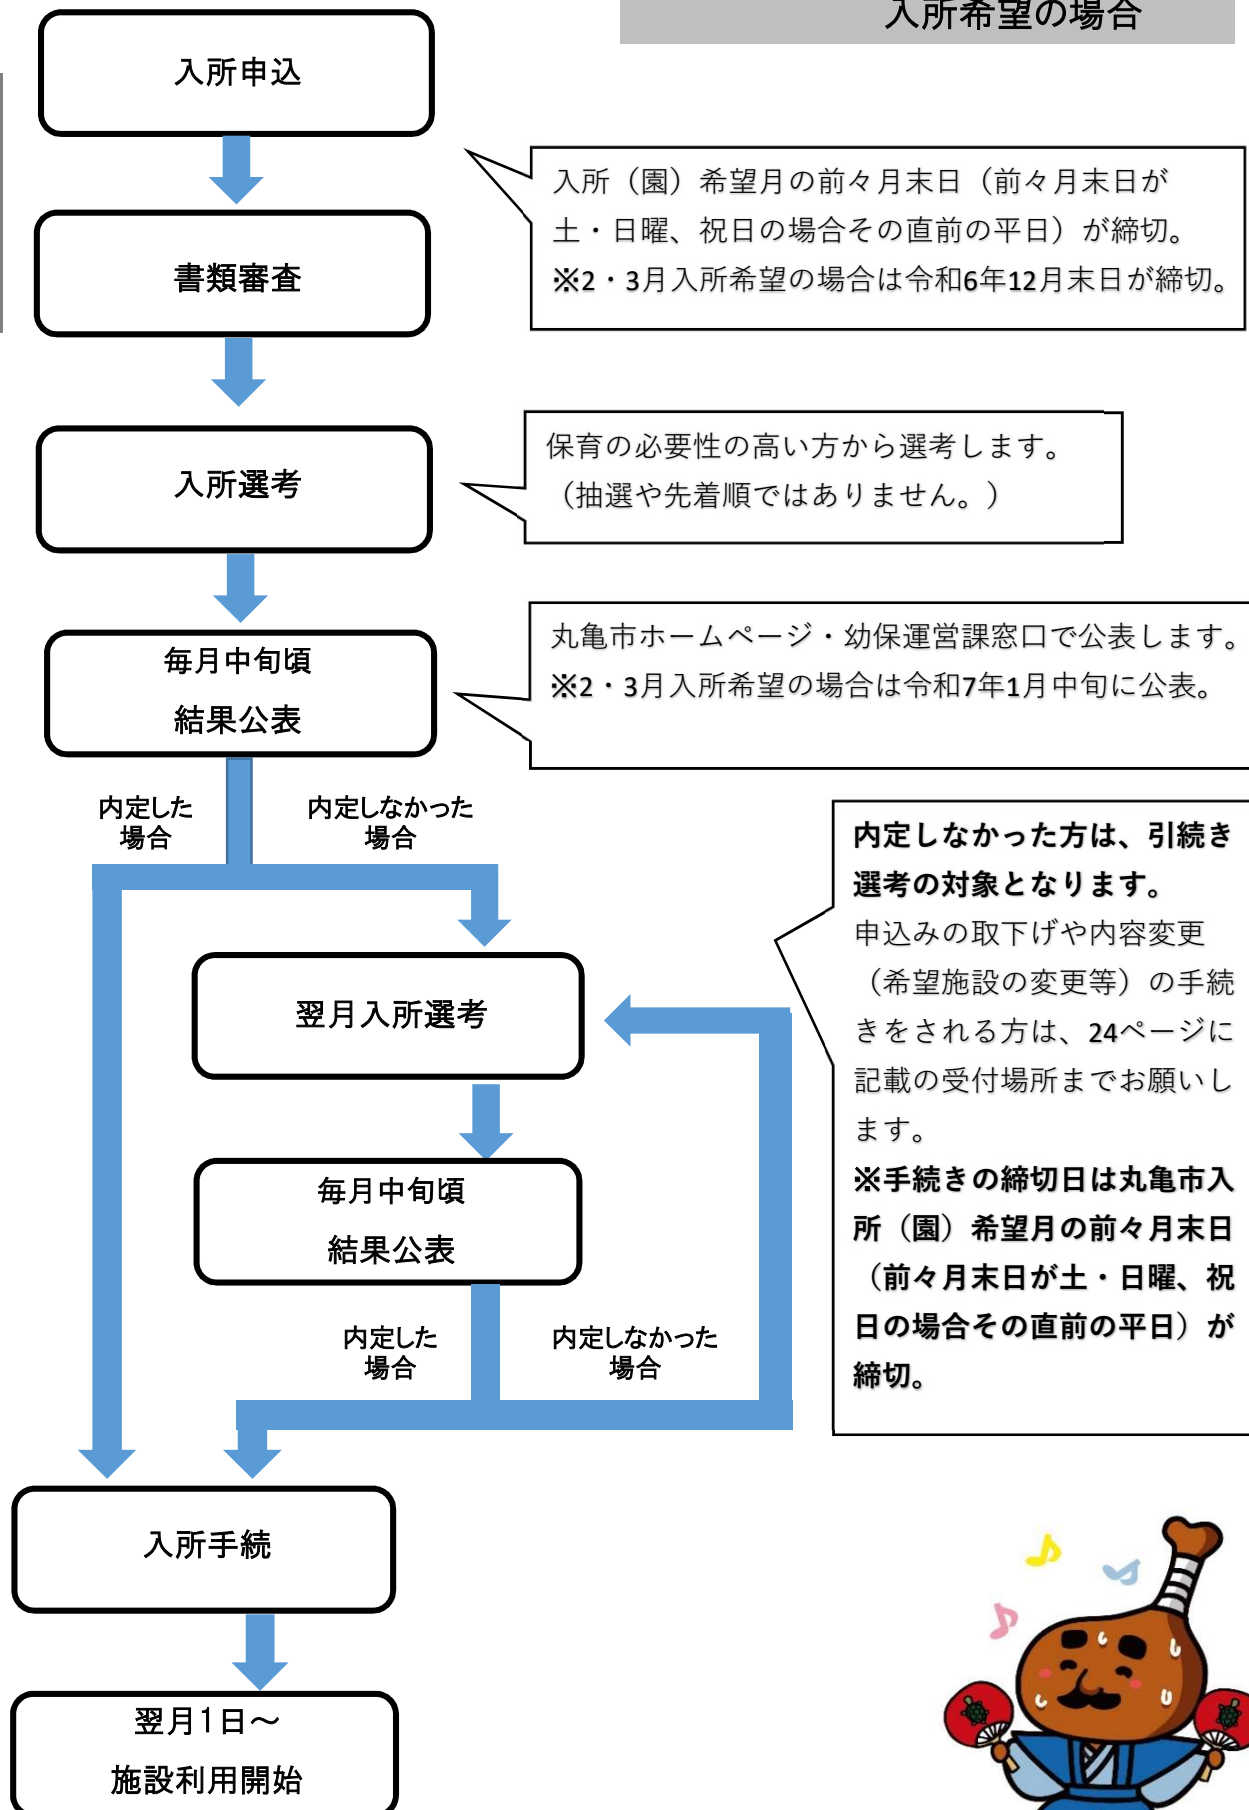 入所希望の場合
入所申込
入所（園）希望月の前々月末日（前々月末日が
土・日曜、祝日の場合その直前の平日）が締切。
※2・3月入所希望の場合は令和6年12月末日が締切。
書類審査
入所選考
保育の必要性の高い方から選考します。
（抽選や先着順ではありません。）
毎月中旬頃
結果公表
丸亀市ホームページ・幼保運営課窓口で公表します。
※2・3月入所希望の場合は令和7年1月中旬に公表。
内定した
場合
内定しなかった
場合
内定しなかった方は、引続き
選考の対象となります。
申込みの取下げや内容変更
（希望施設の変更等）の手続
きをされる方は、24ページに
記載の受付場所までお願いし
ます。
※手続きの締切日は丸亀市入
所（園）希望月の前々月末日
（前々月末日が土・日曜、祝
日の場合その直前の平日）が
締切。
翌月入所選考
毎月中旬頃
結果公表
内定した
場合
内定しなかった
場合
入所手続
翌月1日～
施設利用開始